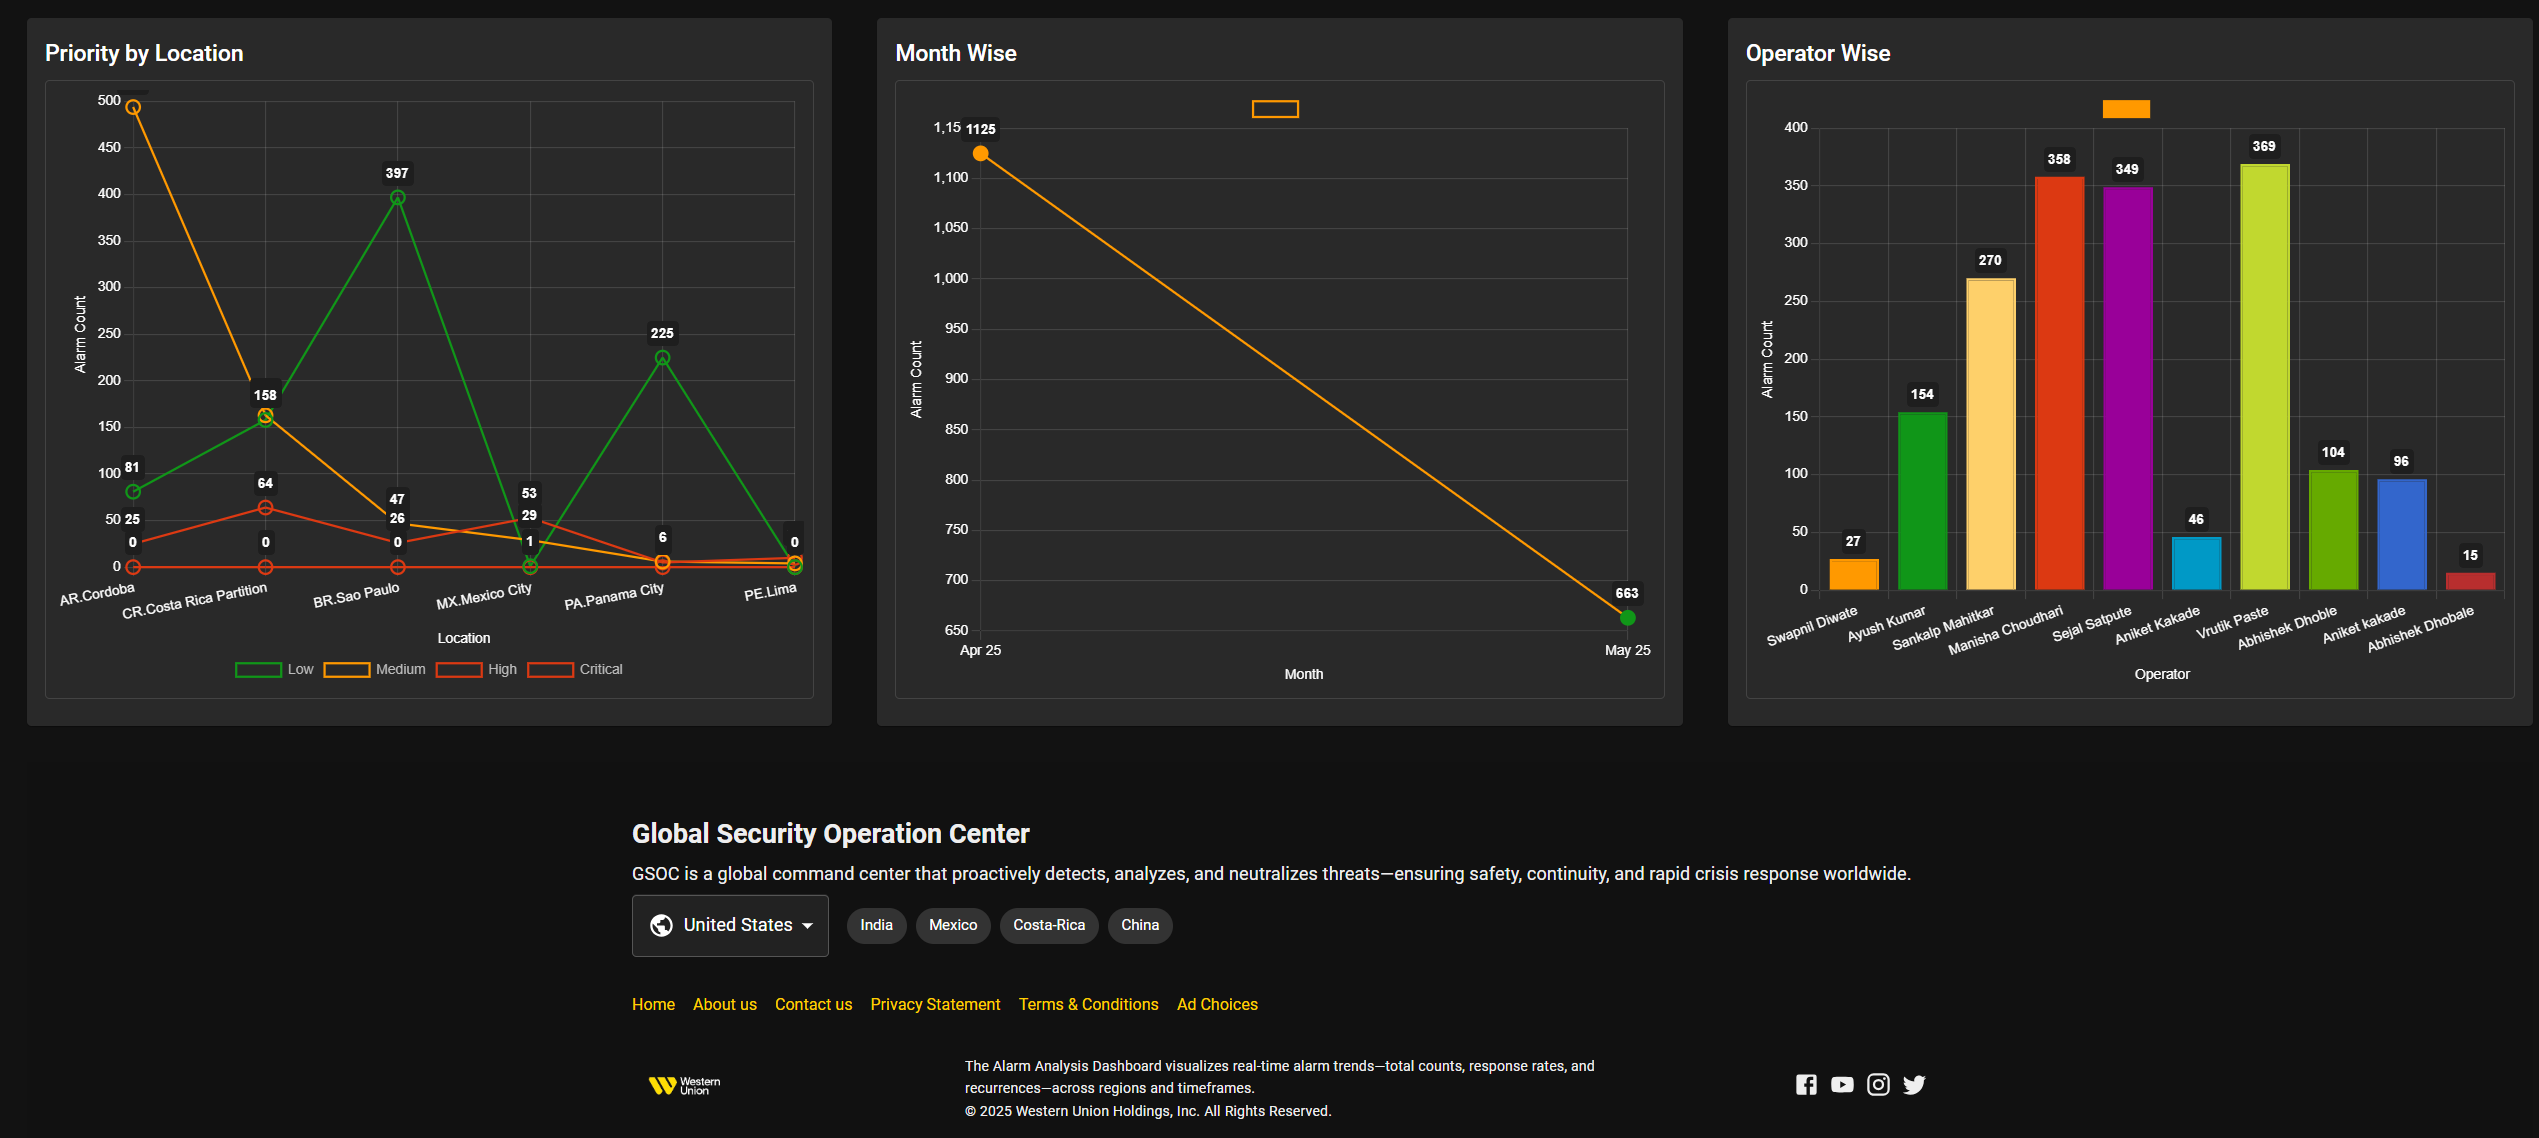 Priority by Location
500
450
400
350
300
250
200
150
100
50
0
Alarm Count
397
225
158
81
64
53
47
29
25
26
1
6
0
0
0
0
AR.Cordoba
CR.Costa Rica Partition
BR.Sao Paulo
MX.Mexico City
PA.Panama City
PE.Lima
Location
Low
Medium
High
Critical
Month Wise
1,15
1125
1,100
1,050
1,000
950
900
850
800
750
700
650
Alarm Count
663
Apr 25
May 25
Month
Operator Wise
400
350
300
250
200
150
100
50
0
Alarm Count
27
154
270
358
349
46
369
104
96
15
Swapnil Diwate
Ayush Kumar
Sankalp Mahitkar
Manisha Choudhari
Sejal Satpute
Aniket Kakade
Vrutik Paste
Abhishek Dhoble
Aniket kakade
Abhishek Dhobale
Operator
Global Security Operation Center
GSOC is a global command center that proactively detects, analyzes, and neutralizes threats—ensuring safety, continuity, and rapid crisis response worldwide.
United States
India
Mexico
Costa-Rica
China
Home
About us
Contact us
Privacy Statement
Terms & Conditions
Ad Choices
Western
Union
The Alarm Analysis Dashboard visualizes real-time alarm trends—total counts, response rates, and
recurrences—across regions and timeframes.
© 2025 Western Union Holdings, Inc. All Rights Reserved.